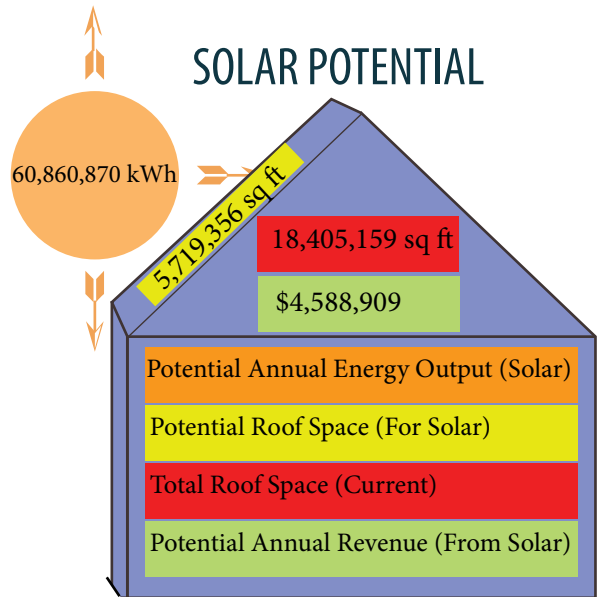 SOLAR POTENTIAL
60,860,870 kWh
5,719,356 sq ft
18,405,159 sq ft
$4,588,909
Potential Annual Energy Output (Solar)
Potential Roof Space (For Solar)
Total Roof Space (Current)
Potential Annual Revenue (From Solar)